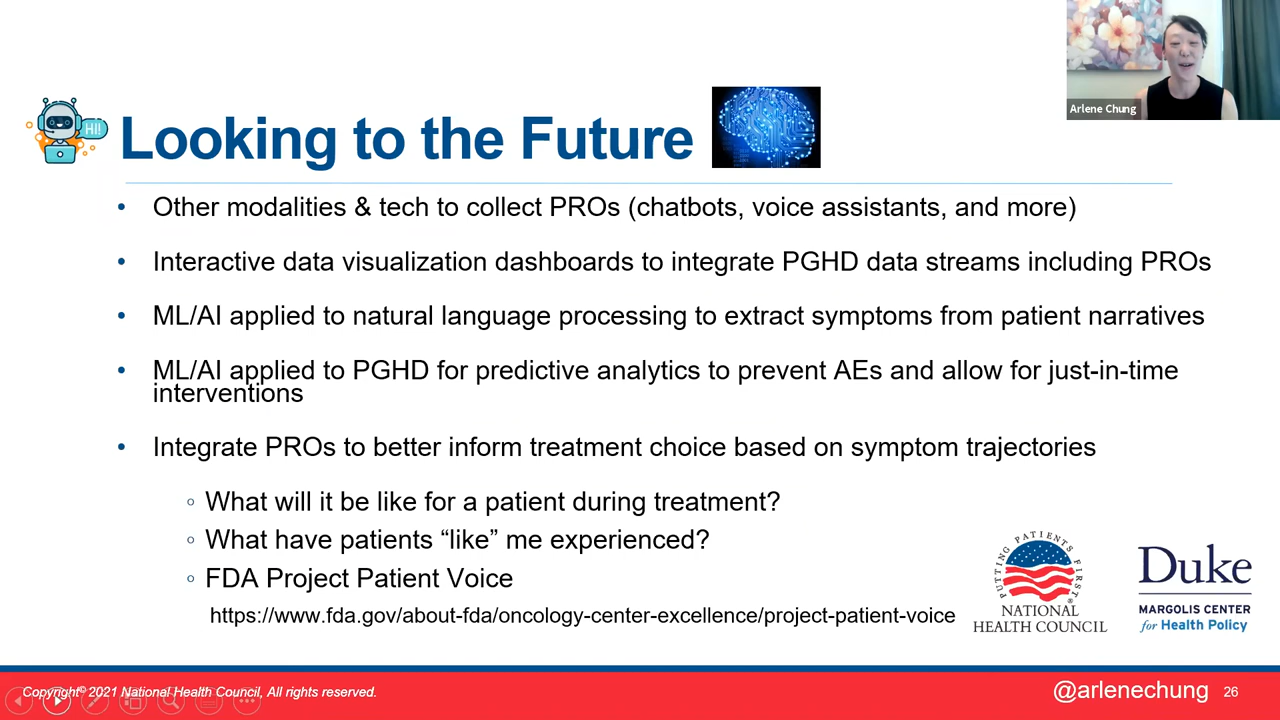 Arlene Chung
HI!
Looking to the Future
• Other modalities & tech to collect PROs (chatbots, voice assistants, and more)
• Interactive data visualization dashboards to integrate PGHD data streams including PROs
• ML/AI applied to natural language processing to extract symptoms from patient narratives
• ML/AI applied to PGHD for predictive analytics to prevent AEs and allow for just-in-time
interventions
• Integrate PROs to better inform treatment choice based on symptom trajectories
◦ What will it be like for a patient during treatment?
◦ What have patients “like” me experienced?
◦ FDA Project Patient Voice
https://www.fda.gov/about-fda/oncology-center-excellence/project-patient-voice
PUTTING PATIENTS FIRST®
NATIONAL
HEALTH COUNCIL
Duke
MARGOLIS CENTER
for Health Policy
Copyright© 2021 National Health Council, All rights reserved.
@arlenechung
26